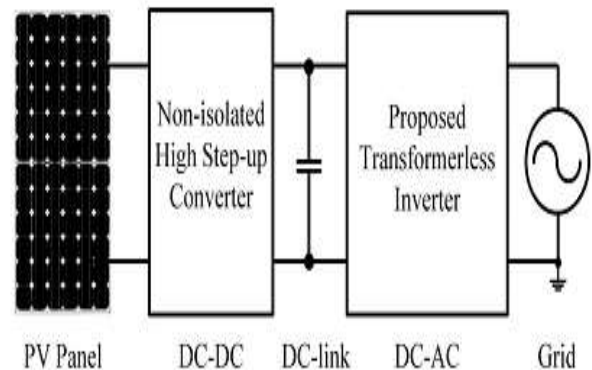 Non-isolated
High Step-up
Converter
Proposed
Transformerless
Inverter
PV Panel DC-DC DC-link DC-AC Grid